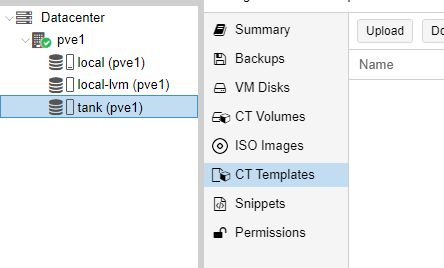 Datacenter
pve1
local (pve1)
local-lvm (pve1)
tank (pve1)
Summary
Backups
VM Disks
CT Volumes
ISO Images
CT Templates
Snippets
Permissions
Upload
Do
Name